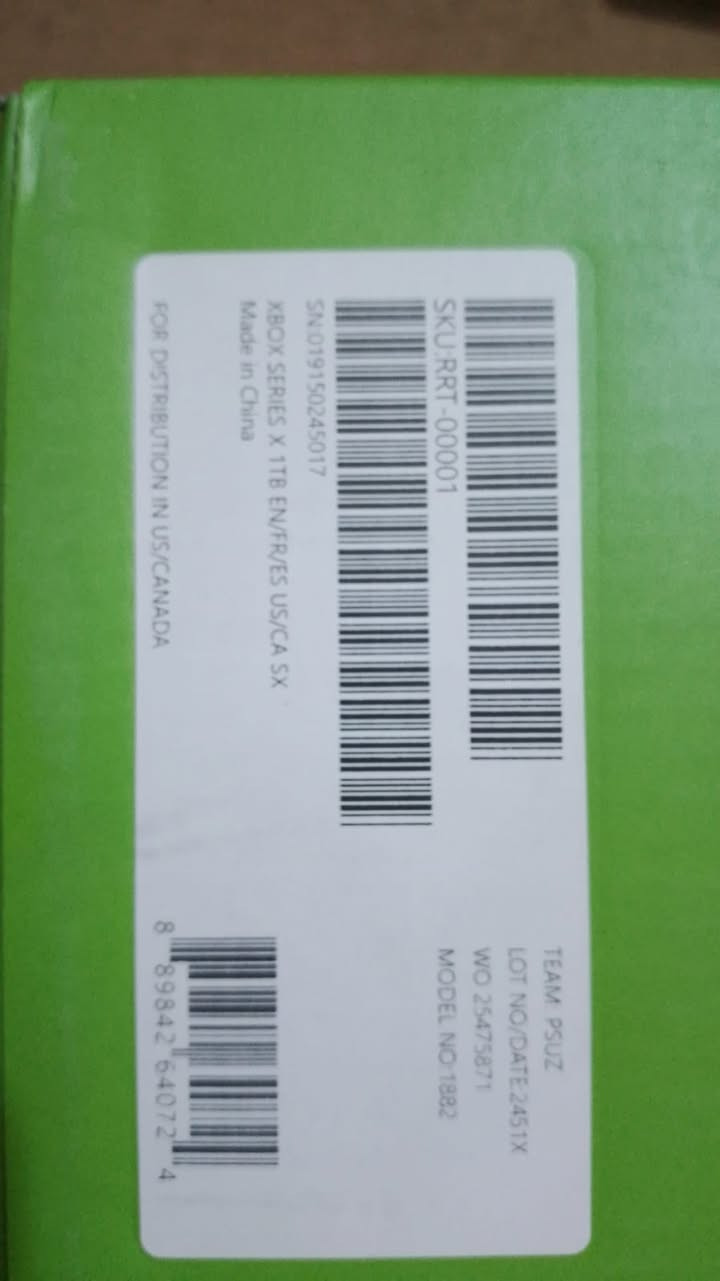 SKU:RRT-00001
SN:019150245017
XBOX SERIES X 1TB EN/FR/ES US/CA SX
Made in China
FOR DISTRIBUTION IN US/CANADA
TEAM PSUZ
LOT NO/DATE:2451X
WO 25475871
MODEL NO:1882
8 89842 64072 4